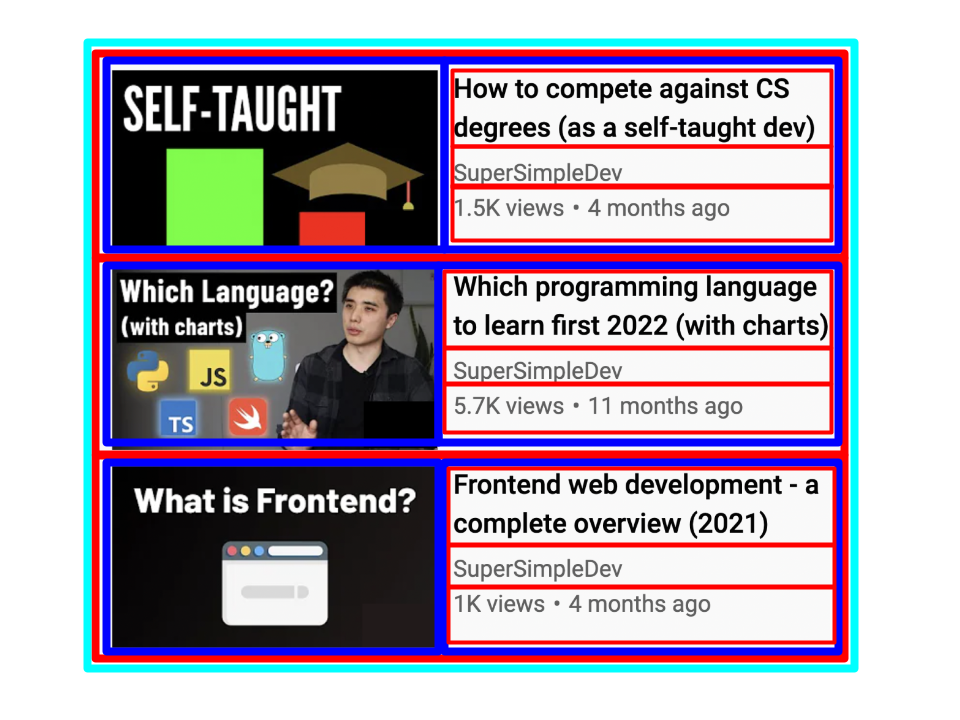 SELF-TAUGHT
How to compete against CS
degrees (as a self-taught dev)
SuperSimpleDev
1.5K views • 4 months ago
Which Language?
(with charts)
JS
TS
Which programming language
to learn first 2022 (with charts)
SuperSimpleDev
5.7K views • 11 months ago
What is Frontend?
Frontend web development - a
complete overview (2021)
SuperSimpleDev
1K views • 4 months ago